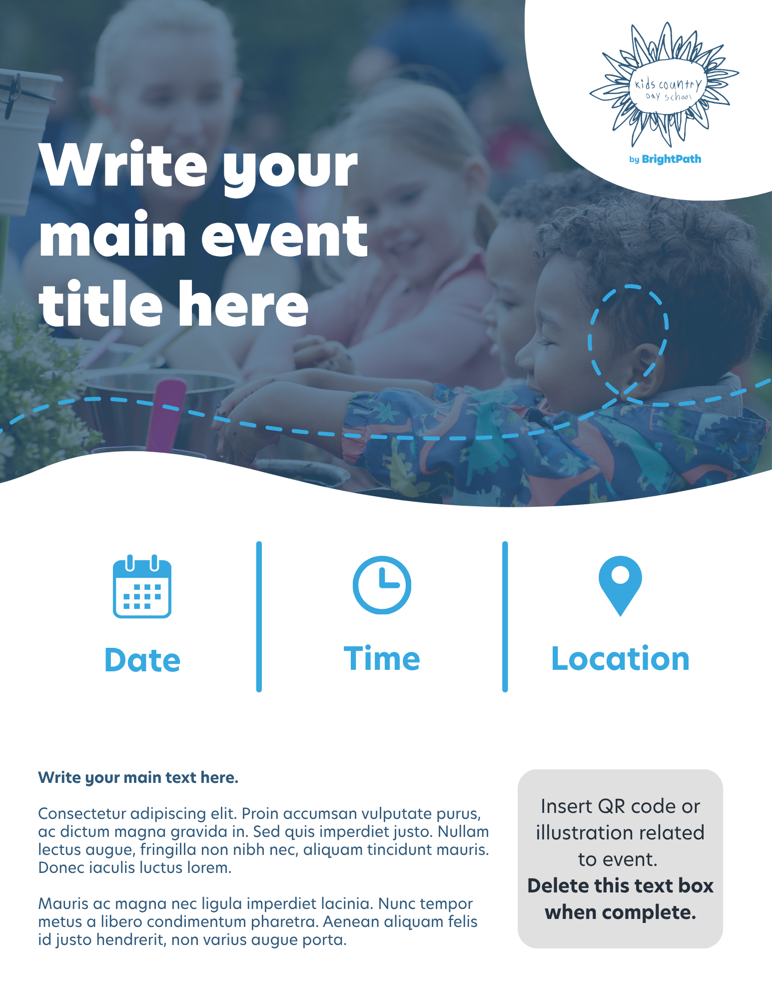 kids country
Day school
by BrightPath
Write your
main event
title here
Date
Time
Location
Write your main text here.
Consectetur adipiscing elit. Proin accumsan vulputate purus,
ac dictum magna gravida in. Sed quis imperdiet justo. Nullam
lectus augue, fringilla non nibh nec, aliquam tincidunt mauris.
Donec iaculis luctus lorem.
Mauris ac magna nec ligula imperdiet lacinia. Nunc tempor
metus a libero condimentum pharetra. Aenean aliquam felis
id justo hendrerit, non varius augue porta.
Insert QR code or
illustration related
to event.
Delete this text box
when complete.